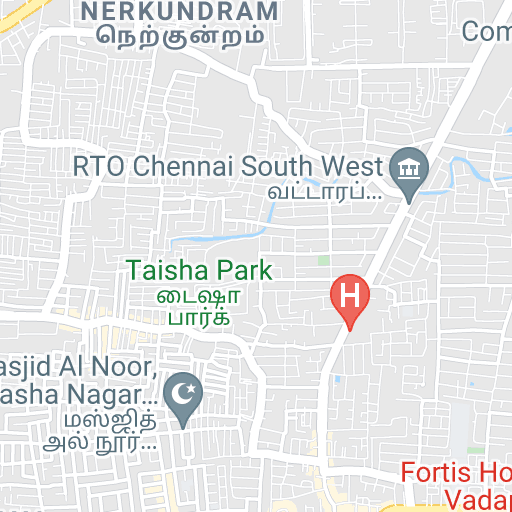 NERKUNDRAM
நெற்குன்றம்
Com
RTO Chennai South West
வட்டாரப்...
Taisha Park
டைஷா
பார்க்
H
asjid Al Noor,
asha Nagar...
மஸ்ஜித்
அல் நூர்...
Fortis Ho
Vadap